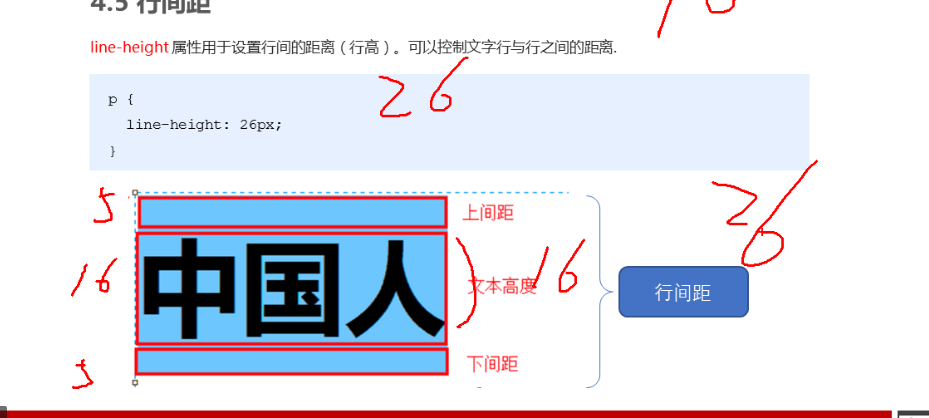 4.5 行间距
line-height 属性用于设置行间的距离（行高）。可以控制文字行与行之间的距离.
26
p {
line-height: 26px;
}
5 上间距 26
16 中国人 文本高度 16 行间距
5 下间距